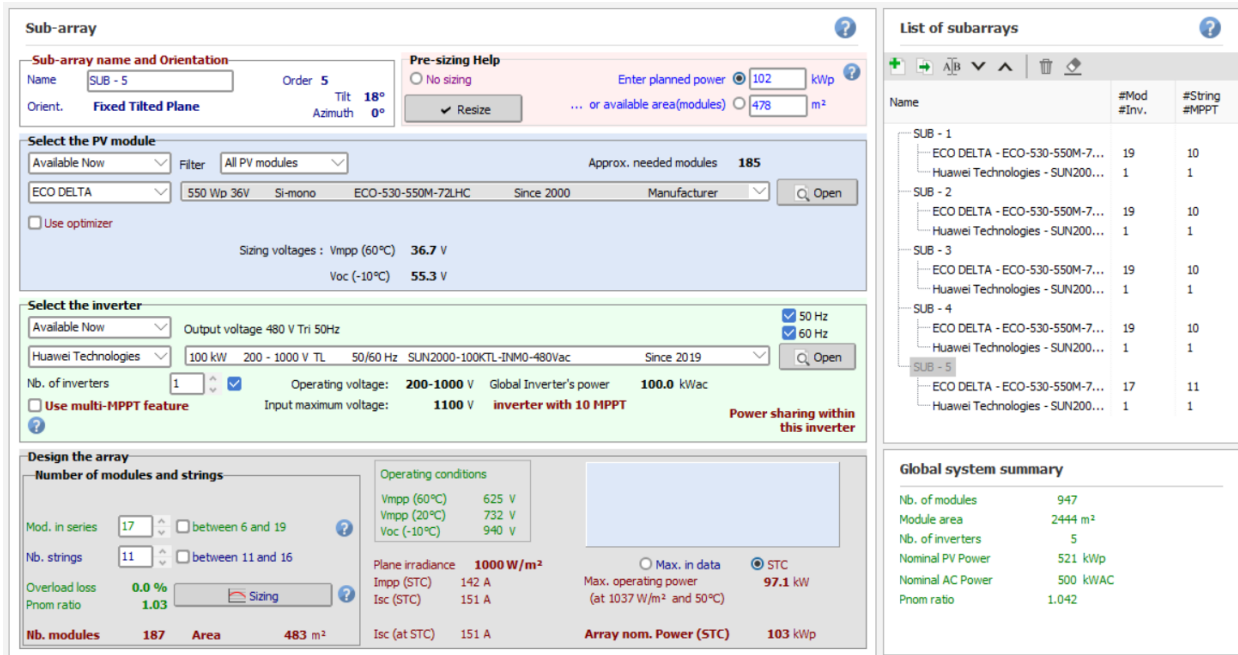 Sub-array
Sub-array name and Orientation
Name SUB - 5 Order 5
Tilt 18°
Orient. Fixed Tilted Plane Azimuth 0°
Pre-sizing Help
No sizing Enter planned power 102 kWp
Resize ... or available area(modules) 478 m²
Select the PV module
Available Now Filter All PV modules Approx. needed modules 185
ECO DELTA 550 Wp 36V Si-mono ECO-530-550M-72LHC Since 2000 Manufacturer Open
Use optimizer
Sizing voltages : Vmpp (60°C) 36.7 V
Voc (-10°C) 55.3 V
Select the inverter
Available Now Output voltage 480 V Tri 50Hz 50 Hz
60 Hz
Huawei Technologies 100 kW 200 - 1000 V TL 50/60 Hz SUN2000-100KTL-INM0-480Vac Since 2019 Open
Nb. of inverters 1 Operating voltage: 200-1000 V Global Inverter's power 100.0 kWac
Use multi-MPPT feature Input maximum voltage: 1100 V inverter with 10 MPPT
Power sharing within
this inverter
Design the array
Number of modules and strings
Mod. in series 17 between 6 and 19
Nb. strings 11 between 11 and 16
Overload loss 0.0 %
Pnom ratio 1.03
Sizing
Nb. modules 187 Area 483 m²
Operating conditions
Vmpp (60°C) 625 V
Vmpp (20°C) 732 V
Voc (-10°C) 940 V
Plane irradiance 1000 W/m²
Impp (STC) 142 A
Isc (STC) 151 A
Isc (at STC) 151 A
Max. in data STC
Max. operating power 97.1 kW
(at 1037 W/m² and 50°C)
Array nom. Power (STC) 103 kWp
List of subarrays
Name #Mod #String
#Inv. #MPPT
SUB - 1
ECO DELTA - ECO-530-550M-7... 19 10
Huawei Technologies - SUN200... 1 1
SUB - 2
ECO DELTA - ECO-530-550M-7... 19 10
Huawei Technologies - SUN200... 1 1
SUB - 3
ECO DELTA - ECO-530-550M-7... 19 10
Huawei Technologies - SUN200... 1 1
SUB - 4
ECO DELTA - ECO-530-550M-7... 19 10
Huawei Technologies - SUN200... 1 1
SUB - 5
ECO DELTA - ECO-530-550M-7... 17 11
Huawei Technologies - SUN200... 1 1
Global system summary
Nb. of modules 947
Module area 2444 m²
Nb. of inverters 5
Nominal PV Power 521 kWp
Nominal AC Power 500 kWAC
Pnom ratio 1.042